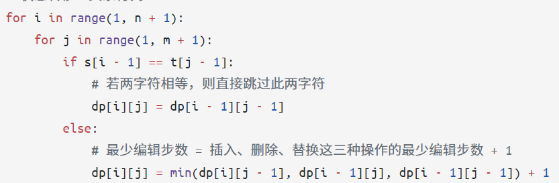 for i in range(1, n + 1):
    for j in range(1, m + 1):
        if s[i - 1] == t[j - 1]:
            # 若两字符相等，则直接跳过此两字符
            dp[i][j] = dp[i - 1][j - 1]
        else:
            # 最少编辑步数 = 插入、删除、替换这三种操作的最少编辑步数 + 1
            dp[i][j] = min(dp[i][j - 1], dp[i - 1][j], dp[i - 1][j - 1]) + 1